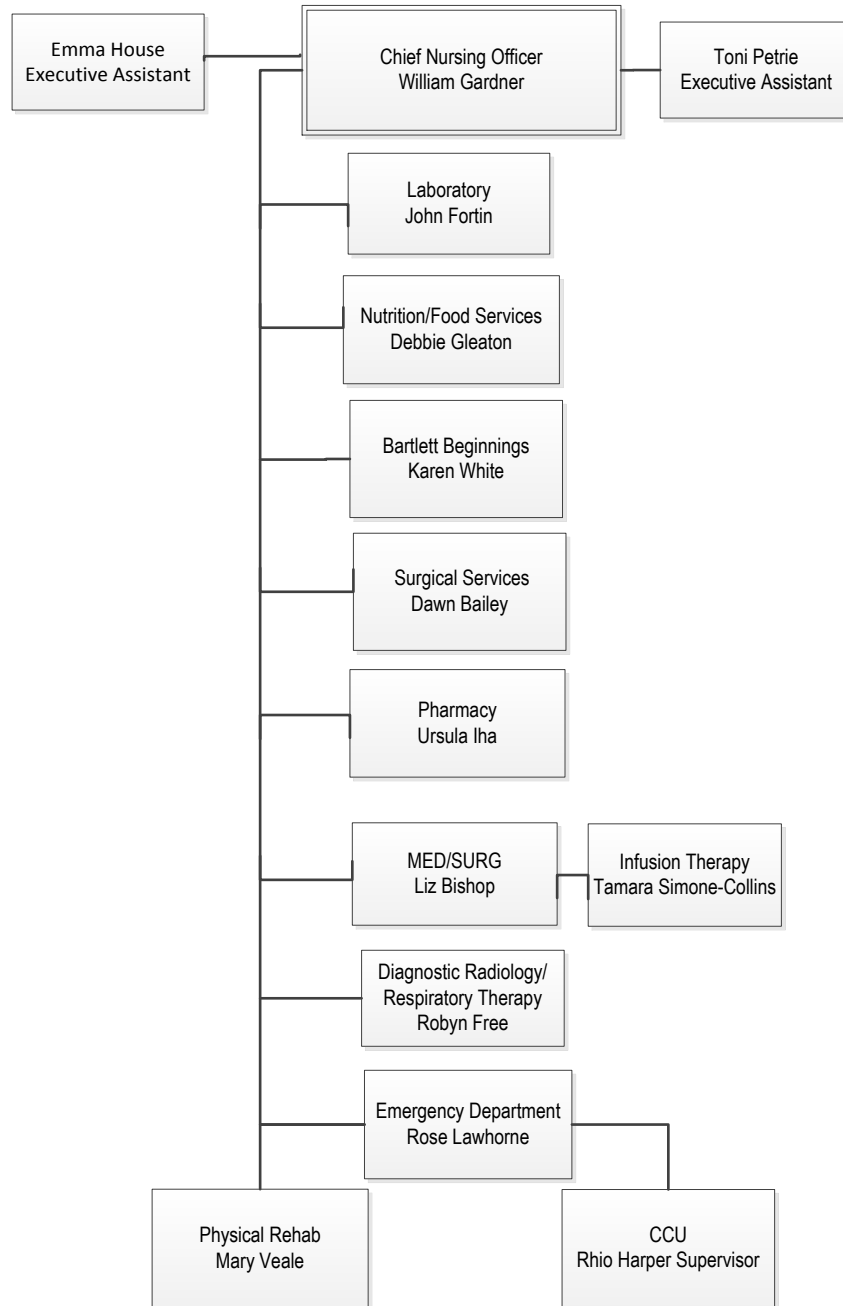 Emma House
Executive Assistant
Chief Nursing Officer
William Gardner
Toni Petrie
Executive Assistant
Laboratory
John Fortin
Nutrition/Food Services
Debbie Gleaton
Bartlett Beginnings
Karen White
Surgical Services
Dawn Bailey
Pharmacy
Ursula Iha
MED/SURG
Liz Bishop
Infusion Therapy
Tamara Simone-Collins
Diagnostic Radiology/
Respiratory Therapy
Robyn Free
Emergency Department
Rose Lawhorne
Physical Rehab
Mary Veale
CCU
Rhio Harper Supervisor